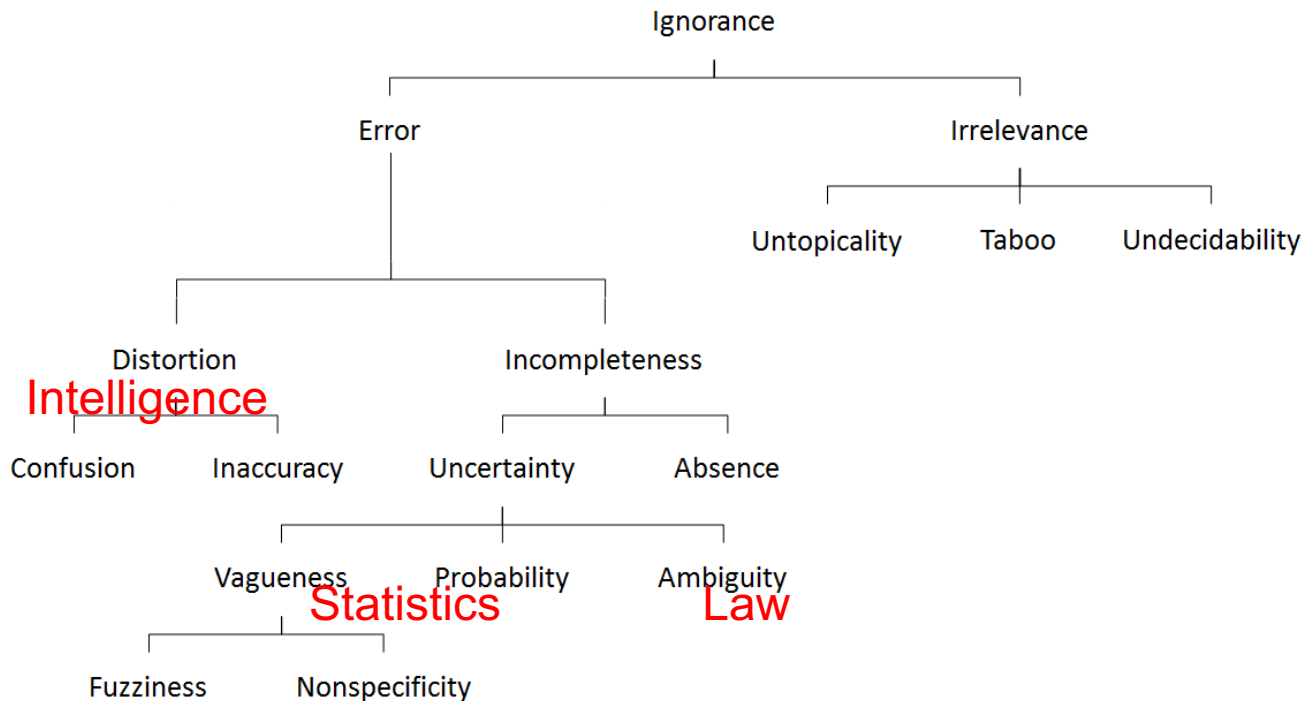 Ignorance
Error
Irrelevance
Untopicality
Taboo
Undecidability
Distortion
Incompleteness
Intelligence
Confusion
Inaccuracy
Uncertainty
Absence
Vagueness
Probability
Ambiguity
Statistics
Law
Fuzziness
Nonspecificity